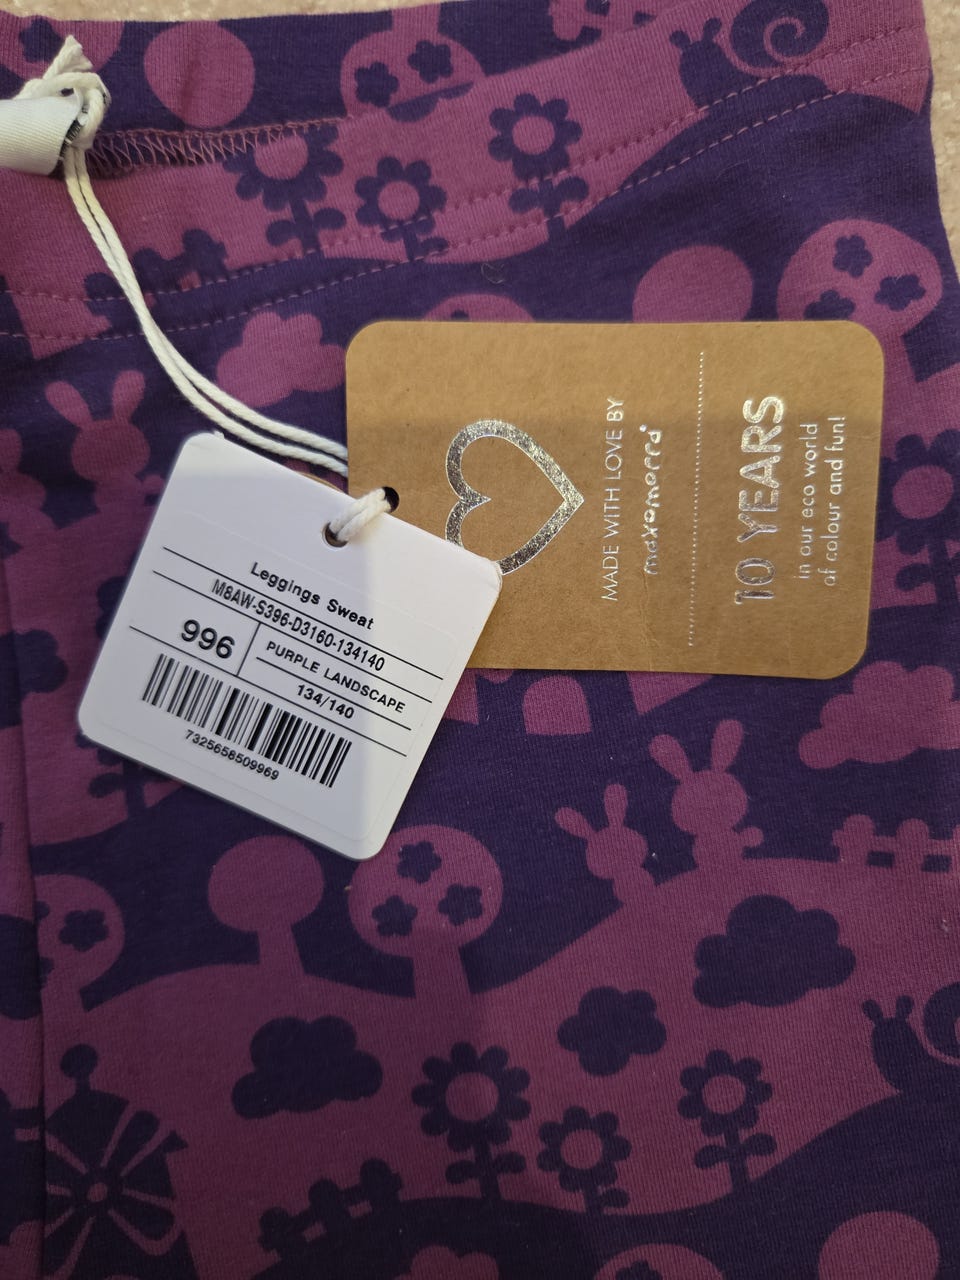 Leggings Sweat
M8AW-S396-D3160-134140
996
PURPLE LANDSCAPE
134/140
7325658509969
MADE WITH LOVE BY
maxomorra
10 YEARS
in our eco world
of colour and fun!